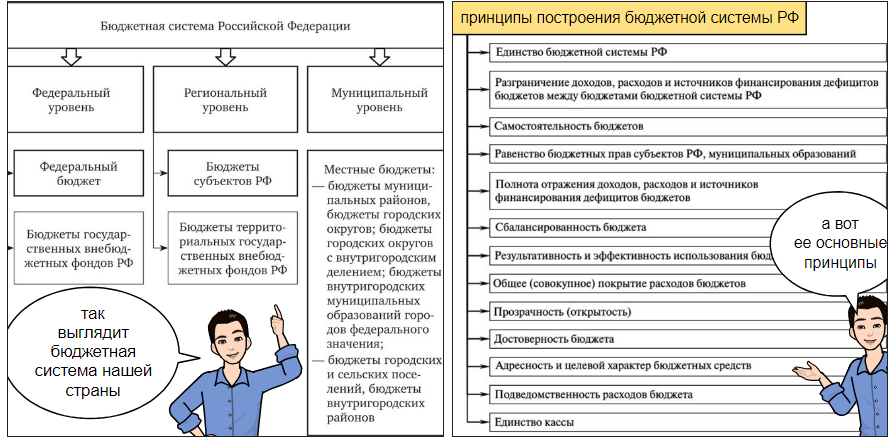 Бюджетная система Российской Федерации
Федеральный
уровень
Региональный
уровень
Муниципальный
уровень
Федеральный
бюджет
Бюджеты
субъектов РФ
Бюджеты государ-
ственных внебюд-
жетных фондов РФ
Бюджеты террито-
риальных государ-
ственных внебюд-
жетных фондов РФ
Местные бюджеты:
— бюджеты муници-
пальных районов,
бюджеты городских
округов; бюджеты
городских округов
с внутригородским
делением; бюджеты
внутригородских
муниципальных
образований горо-
дов федерального
значения;
— бюджеты городских
и сельских посе-
лений, бюджеты
внутригородских
районов
так
выглядит
бюджетная
система нашей
страны
принципы построения бюджетной системы РФ
Единство бюджетной системы РФ
Разграничение доходов, расходов и источников финансирования дефицитов
бюджетов между бюджетами бюджетной системы РФ
Самостоятельность бюджетов
Равенство бюджетных прав субъектов РФ, муниципальных образований
Полнота отражения доходов, расходов и источников
финансирования дефицитов бюджетов
Сбалансированность бюджета
Результативность и эффективность использования
Общее (совокупное) покрытие расходов бюджетов
Прозрачность (открытость)
Достоверность бюджета
Адресность и целевой характер бюджетных средств
Подведомственность расходов бюджета
Единство кассы
а вот
ее основные
принципы